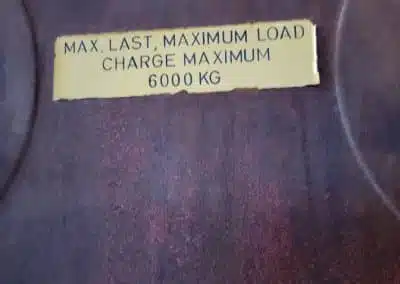 MAX. LAST, MAXIMUM LOAD
CHARGE MAXIMUM
6000 KG